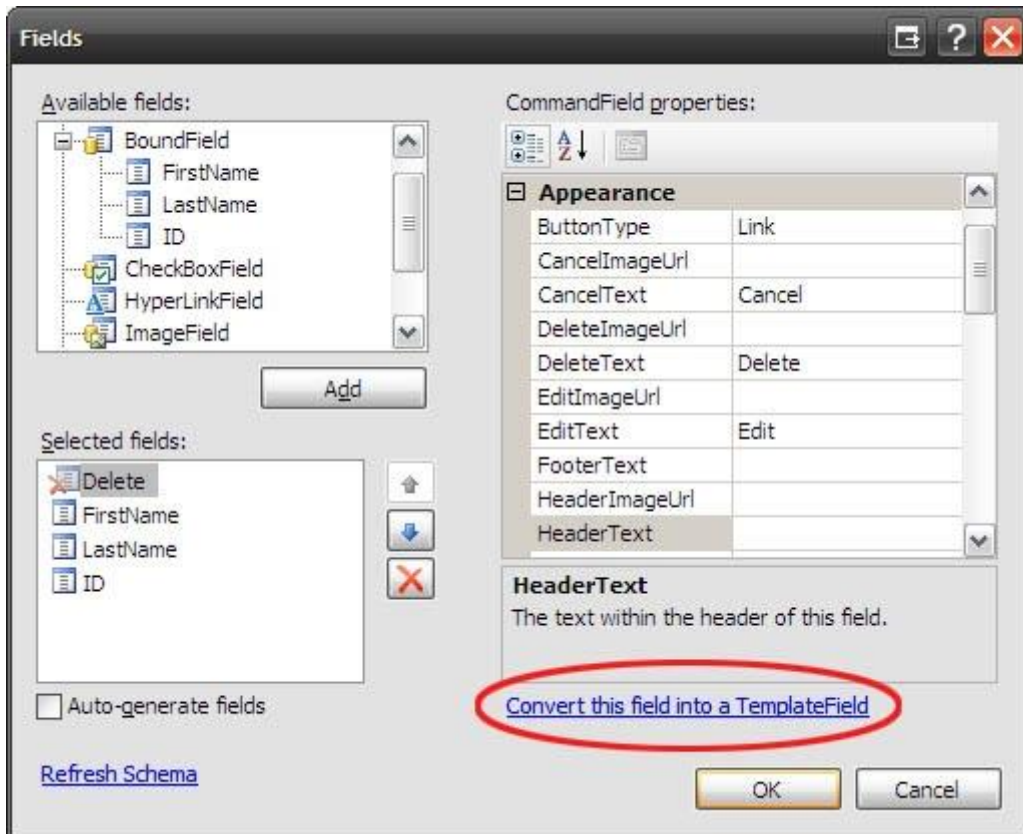 Fields
Available fields:
BoundField
FirstName
LastName
ID
CheckBoxField
HyperLinkField
ImageField
Add
Selected fields:
Delete
FirstName
LastName
ID
Auto-generate fields
Refresh Schema
CommandField properties:
Appearance
ButtonType Link
CancelImageUrl
CancelText Cancel
DeleteImageUrl
DeleteText Delete
EditImageUrl
EditText Edit
FooterText
HeaderImageUrl
HeaderText
HeaderText
The text within the header of this field.
Convert this field into a TemplateField
OK Cancel